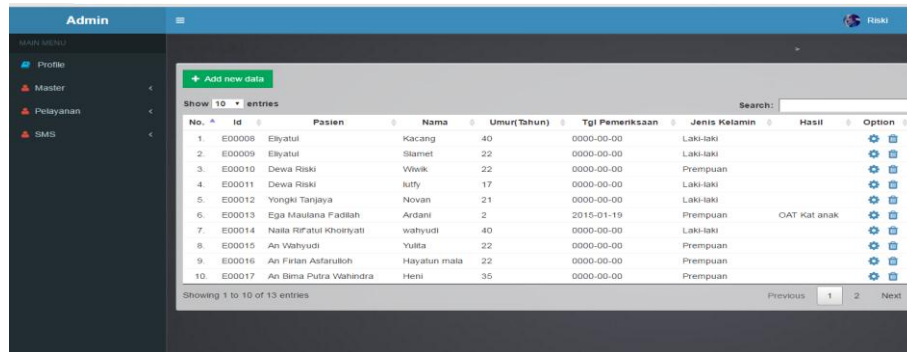 Admin
Riski
MAIN MENU
Profile
Master
Pelayanan
SMS
+ Add new data
Show 10 entries
Search:
No. Id Pasien Nama Umur(Tahun) Tgl Pemeriksaan Jenis Kelamin Hasil Option
1. E00008 Eliyatul Kacang 40 0000-00-00 Laki-laki
2. E00009 Eliyatul Slamet 22 0000-00-00 Laki-laki
3. E00010 Dewa Riski Wiwik 22 0000-00-00 Prempuan
4. E00011 Dewa Riski lutfy 17 0000-00-00 Laki-laki
5. E00012 Yongki Tanjaya Novan 21 0000-00-00 Laki-laki
6. E00013 Ega Maulana Fadilah Ardani 2 2015-01-19 Prempuan OAT Kat anak
7. E00014 Naila Rif'atul Khoiriyati wahyudi 40 0000-00-00 Laki-laki
8. E00015 An Wahyudi Yulita 22 0000-00-00 Prempuan
9. E00016 An Firlan Asfarulloh Hayatun mala 22 0000-00-00 Prempuan
10. E00017 An Bima Putra Wahindra Heni 35 0000-00-00 Prempuan
Showing 1 to 10 of 13 entries
Previous 1 2 Next